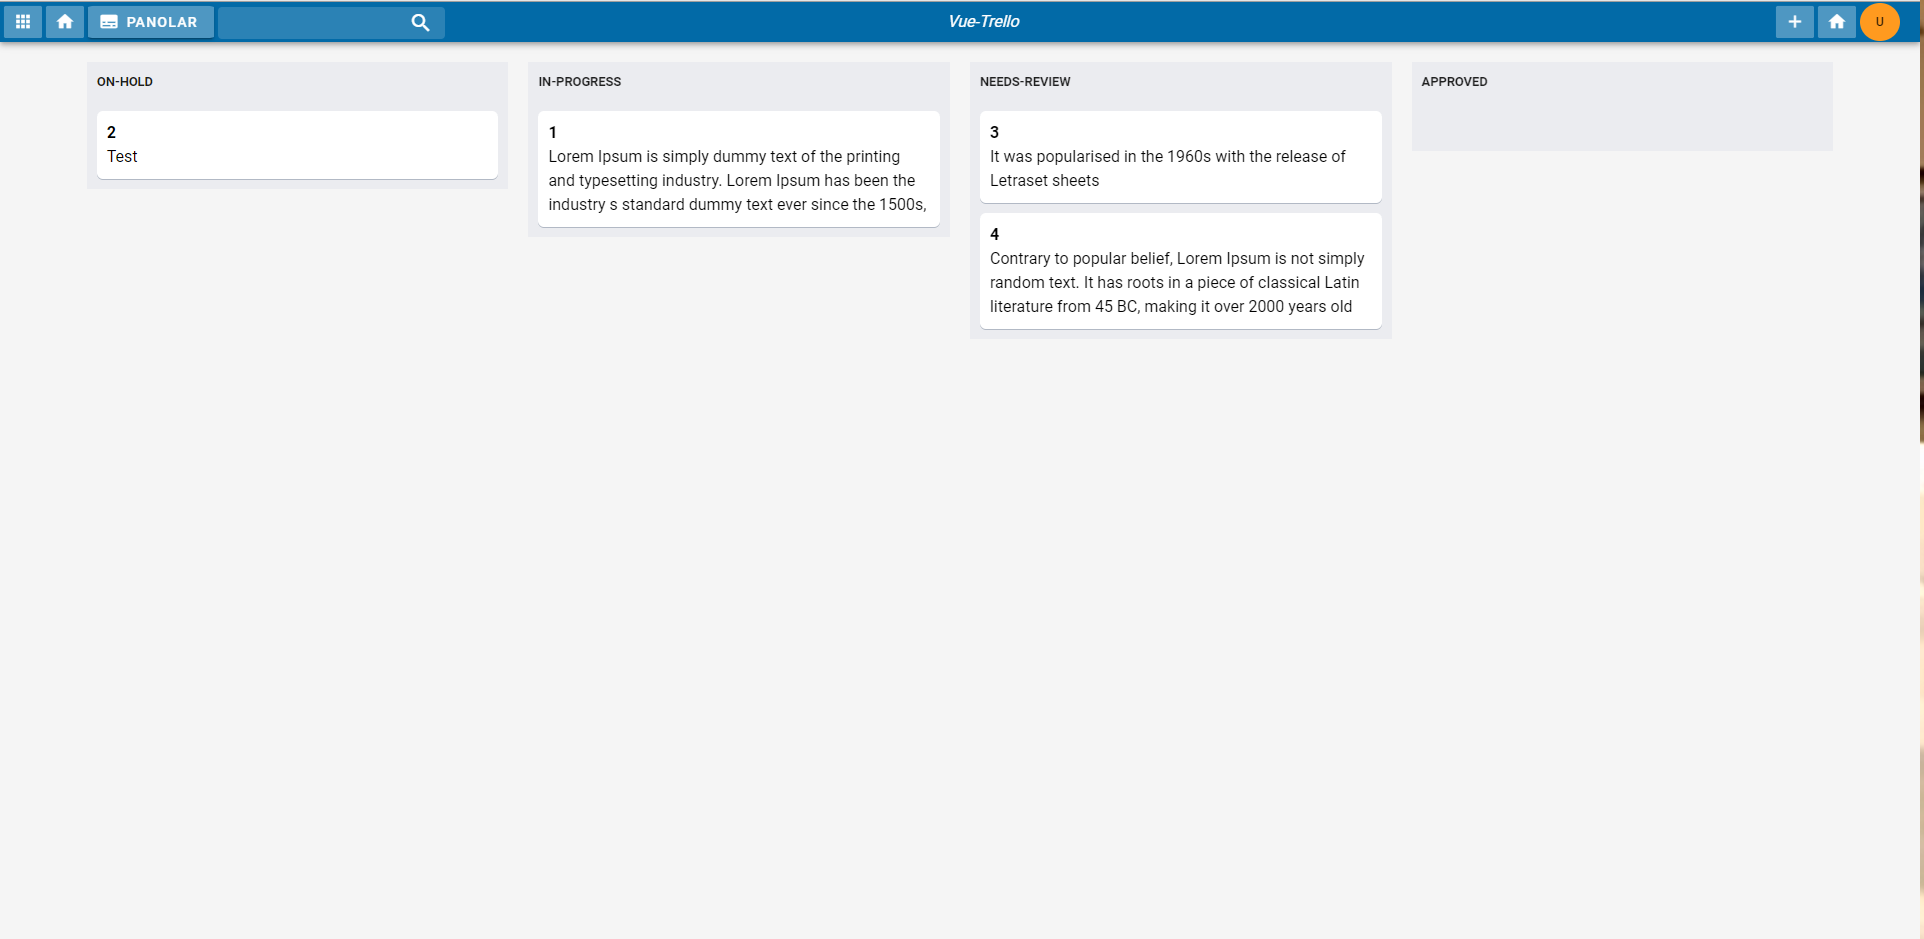 PANOLAR
Vue-Trello
U
ON-HOLD
2
Test
IN-PROGRESS
1
Lorem Ipsum is simply dummy text of the printing
and typesetting industry. Lorem Ipsum has been the
industry s standard dummy text ever since the 1500s,
NEEDS-REVIEW
3
It was popularised in the 1960s with the release of
Letraset sheets
4
Contrary to popular belief, Lorem Ipsum is not simply
random text. It has roots in a piece of classical Latin
literature from 45 BC, making it over 2000 years old
APPROVED